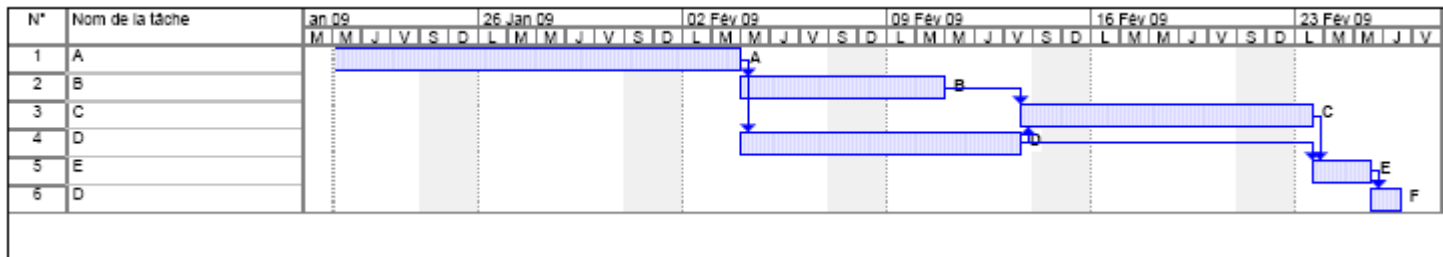 N° Nom de la tâche an 09 26 Jan 09 02 Fév 09 09 Fév 09 16 Fév 09 23 Fév 09
M M J V S D L M M J V S D L M M J V S D L M M J V S D L M M J V S D L M M J V
1 A A
2 B B
3 C C
4 D D
5 E E
6 D F